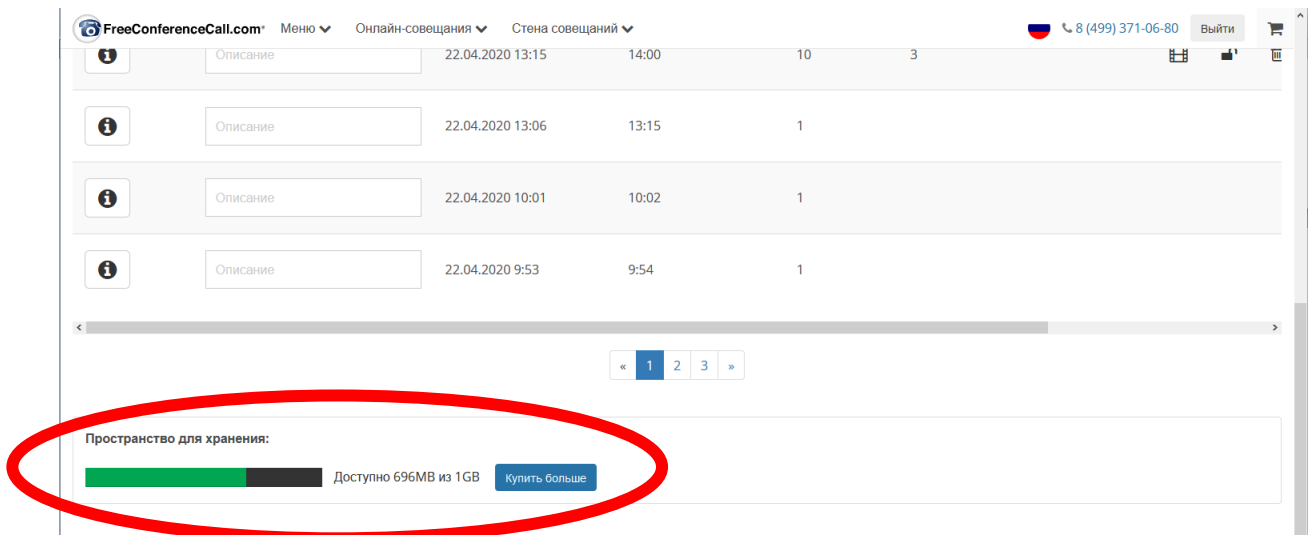 FreeConferenceCall.com® Меню Онлайн-совещания Стена совещаний 8 (499) 371-06-80 Выйти
Описание 22.04.2020 13:15 14:00 10 3
Описание 22.04.2020 13:06 13:15 1
Описание 22.04.2020 10:01 10:02 1
Описание 22.04.2020 9:53 9:54 1
« 1 2 3 »
Пространство для хранения:
Доступно 696MB из 1GB Купить больше